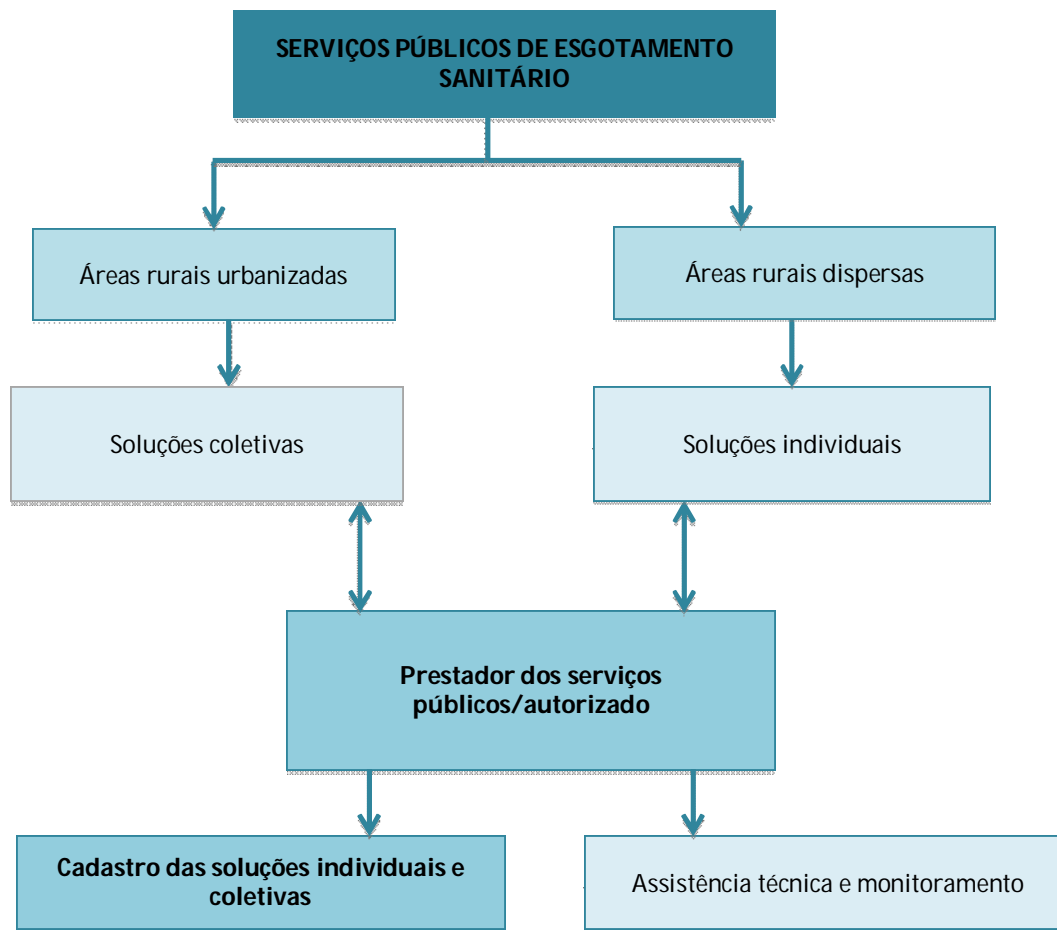 SERVIÇOS PÚBLICOS DE ESGOTAMENTO
SANITÁRIO
Áreas rurais urbanizadas
Áreas rurais dispersas
Soluções coletivas
Soluções individuais
Prestador dos serviços
públicos/autorizado
Cadastro das soluções individuais e
coletivas
Assistência técnica e monitoramento